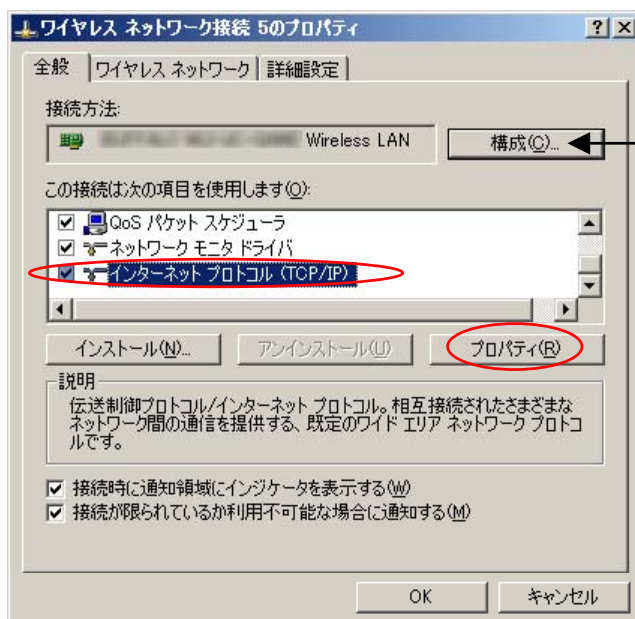 ワイヤレス ネットワーク接続 5のプロパティ
全般 ワイヤレス ネットワーク 詳細設定
接続方法:
Wireless LAN 構成(C)...
この接続は次の項目を使用します(O):
QoS パケット スケジューラ
ネットワーク モニタ ドライバ
インターネット プロトコル (TCP/IP)
インストール(N)... アンインストール(U) プロパティ(R)
説明
伝送制御プロトコル/インターネット プロトコル。相互接続されたさまざまな
ネットワーク間の通信を提供する、既定のワイド エリア ネットワーク プロトコ
ルです。
接続時に通知領域にインジケータを表示する(W)
接続が限られているか利用不可能な場合に通知する(M)
OK キャンセル